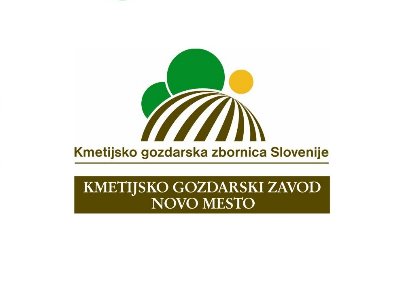 Kmetijsko gozdarska zbornica Slovenije
KMETIJSKO GOZDARSKI ZAVOD
NOVO MESTO